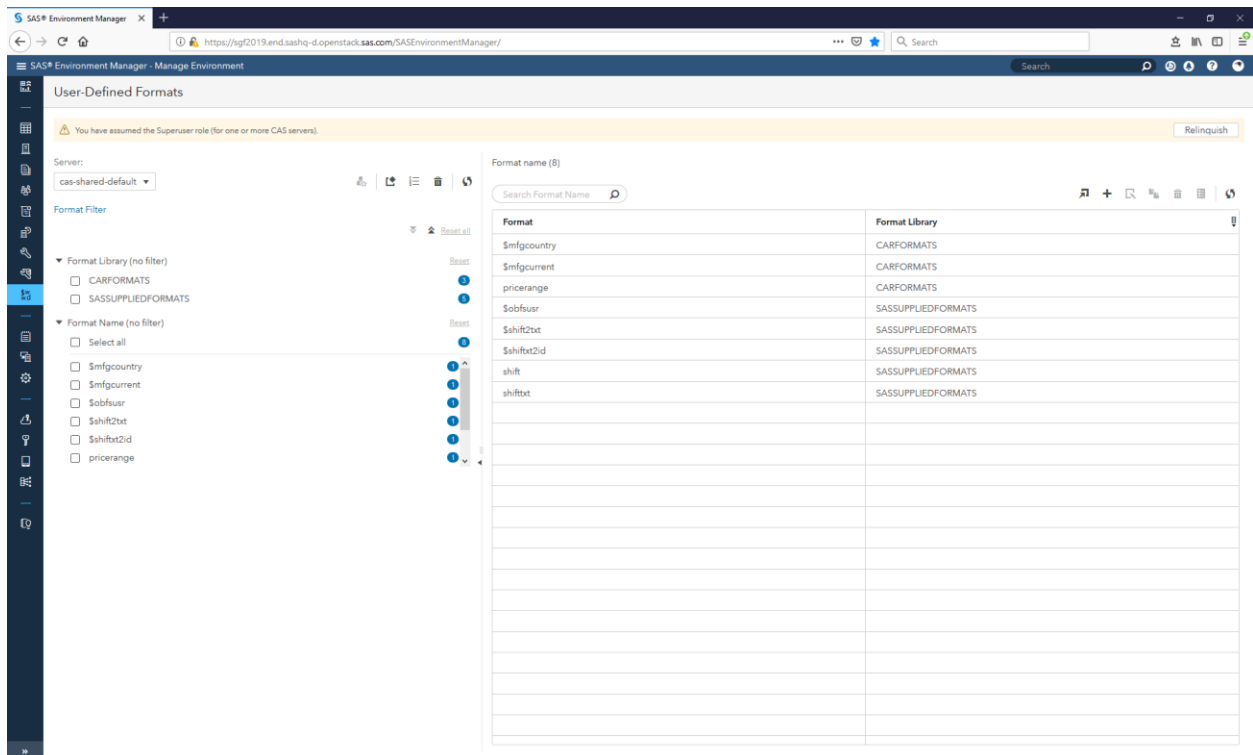 SAS® Environment Manager
https://sgf2019.end.sashq-d.openstack.sas.com/SASEnvironmentManager/
Search
SAS® Environment Manager - Manage Environment
Search
User-Defined Formats
You have assumed the Superuser role (for one or more CAS servers).
Relinquish
Server:
cas-shared-default
Format Filter
Reset all
Format Library (no filter)
Reset
CARFORMATS
3
SASSUPPLIEDFORMATS
5
Format Name (no filter)
Reset
Select all
8
$mfgcountry
1
$mfgcurrent
1
$obfsusr
1
$shift2txt
1
$shiftxt2id
1
pricerange
1
Format name (8)
Search Format Name
Format Format Library
$mfgcountry CARFORMATS
$mfgcurrent CARFORMATS
pricerange CARFORMATS
$obfsusr SASSUPPLIEDFORMATS
$shift2txt SASSUPPLIEDFORMATS
$shiftxt2id SASSUPPLIEDFORMATS
shift SASSUPPLIEDFORMATS
shifttxt SASSUPPLIEDFORMATS